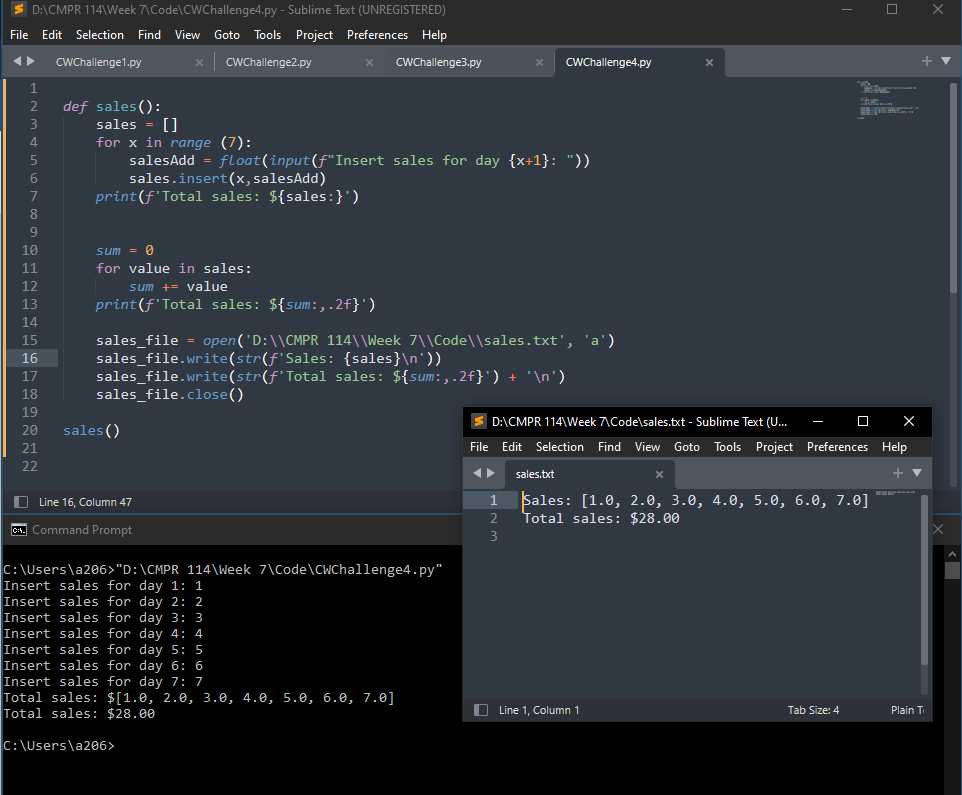 D:\CMPR 114\Week 7\Code\CWChallenge4.py - Sublime Text (UNREGISTERED)
File Edit Selection Find View Goto Tools Project Preferences Help
CWChallenge1.py × CWChallenge2.py × CWChallenge3.py × CWChallenge4.py ×
1
2 def sales():
3     sales = []
4     for x in range (7):
5         salesAdd = float(input(f"Insert sales for day {x+1}: "))
6         sales.insert(x,salesAdd)
7     print(f'Total sales: ${sales:}')
8
9
10     sum = 0
11     for value in sales:
12         sum += value
13     print(f'Total sales: ${sum:,.2f}')
14
15     sales_file = open('D:\\CMPR 114\\Week 7\\Code\\sales.txt', 'a')
16     sales_file.write(str(f'Sales: {sales}\n'))
17     sales_file.write(str(f'Total sales: ${sum:,.2f}') + '\n')
18     sales_file.close()
19
20 sales()
21
22
Line 16, Column 47
D:\CMPR 114\Week 7\Code\sales.txt - Sublime Text (U...
File Edit Selection Find View Goto Tools Project Preferences Help
sales.txt ×
1 Sales: [1.0, 2.0, 3.0, 4.0, 5.0, 6.0, 7.0]
2 Total sales: $28.00
3
Line 1, Column 1 Tab Size: 4 Plain T
Command Prompt
C:\Users\a206>"D:\CMPR 114\Week 7\Code\CWChallenge4.py"
Insert sales for day 1: 1
Insert sales for day 2: 2
Insert sales for day 3: 3
Insert sales for day 4: 4
Insert sales for day 5: 5
Insert sales for day 6: 6
Insert sales for day 7: 7
Total sales: $[1.0, 2.0, 3.0, 4.0, 5.0, 6.0, 7.0]
Total sales: $28.00
C:\Users\a206>